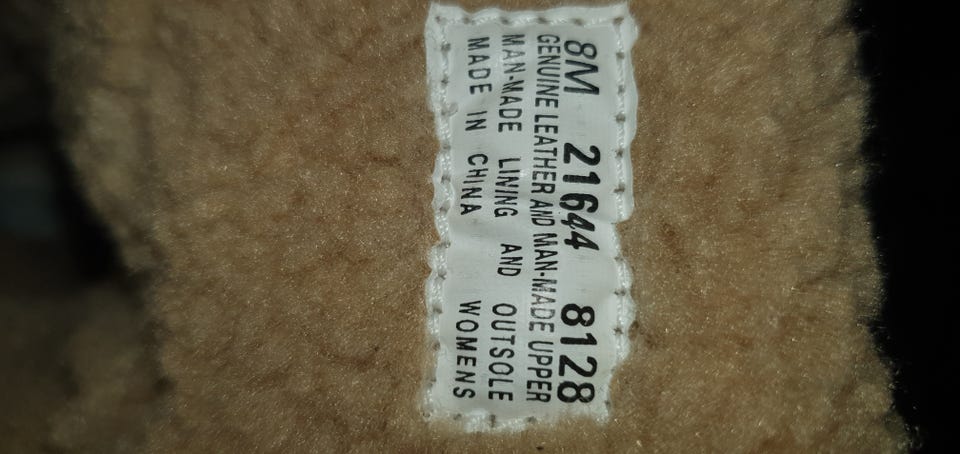 8M 21644 8128
GENUINE LEATHER AND MAN-MADE UPPER
MAN-MADE LINING AND OUTSOLE
MADE IN CHINA WOMENS